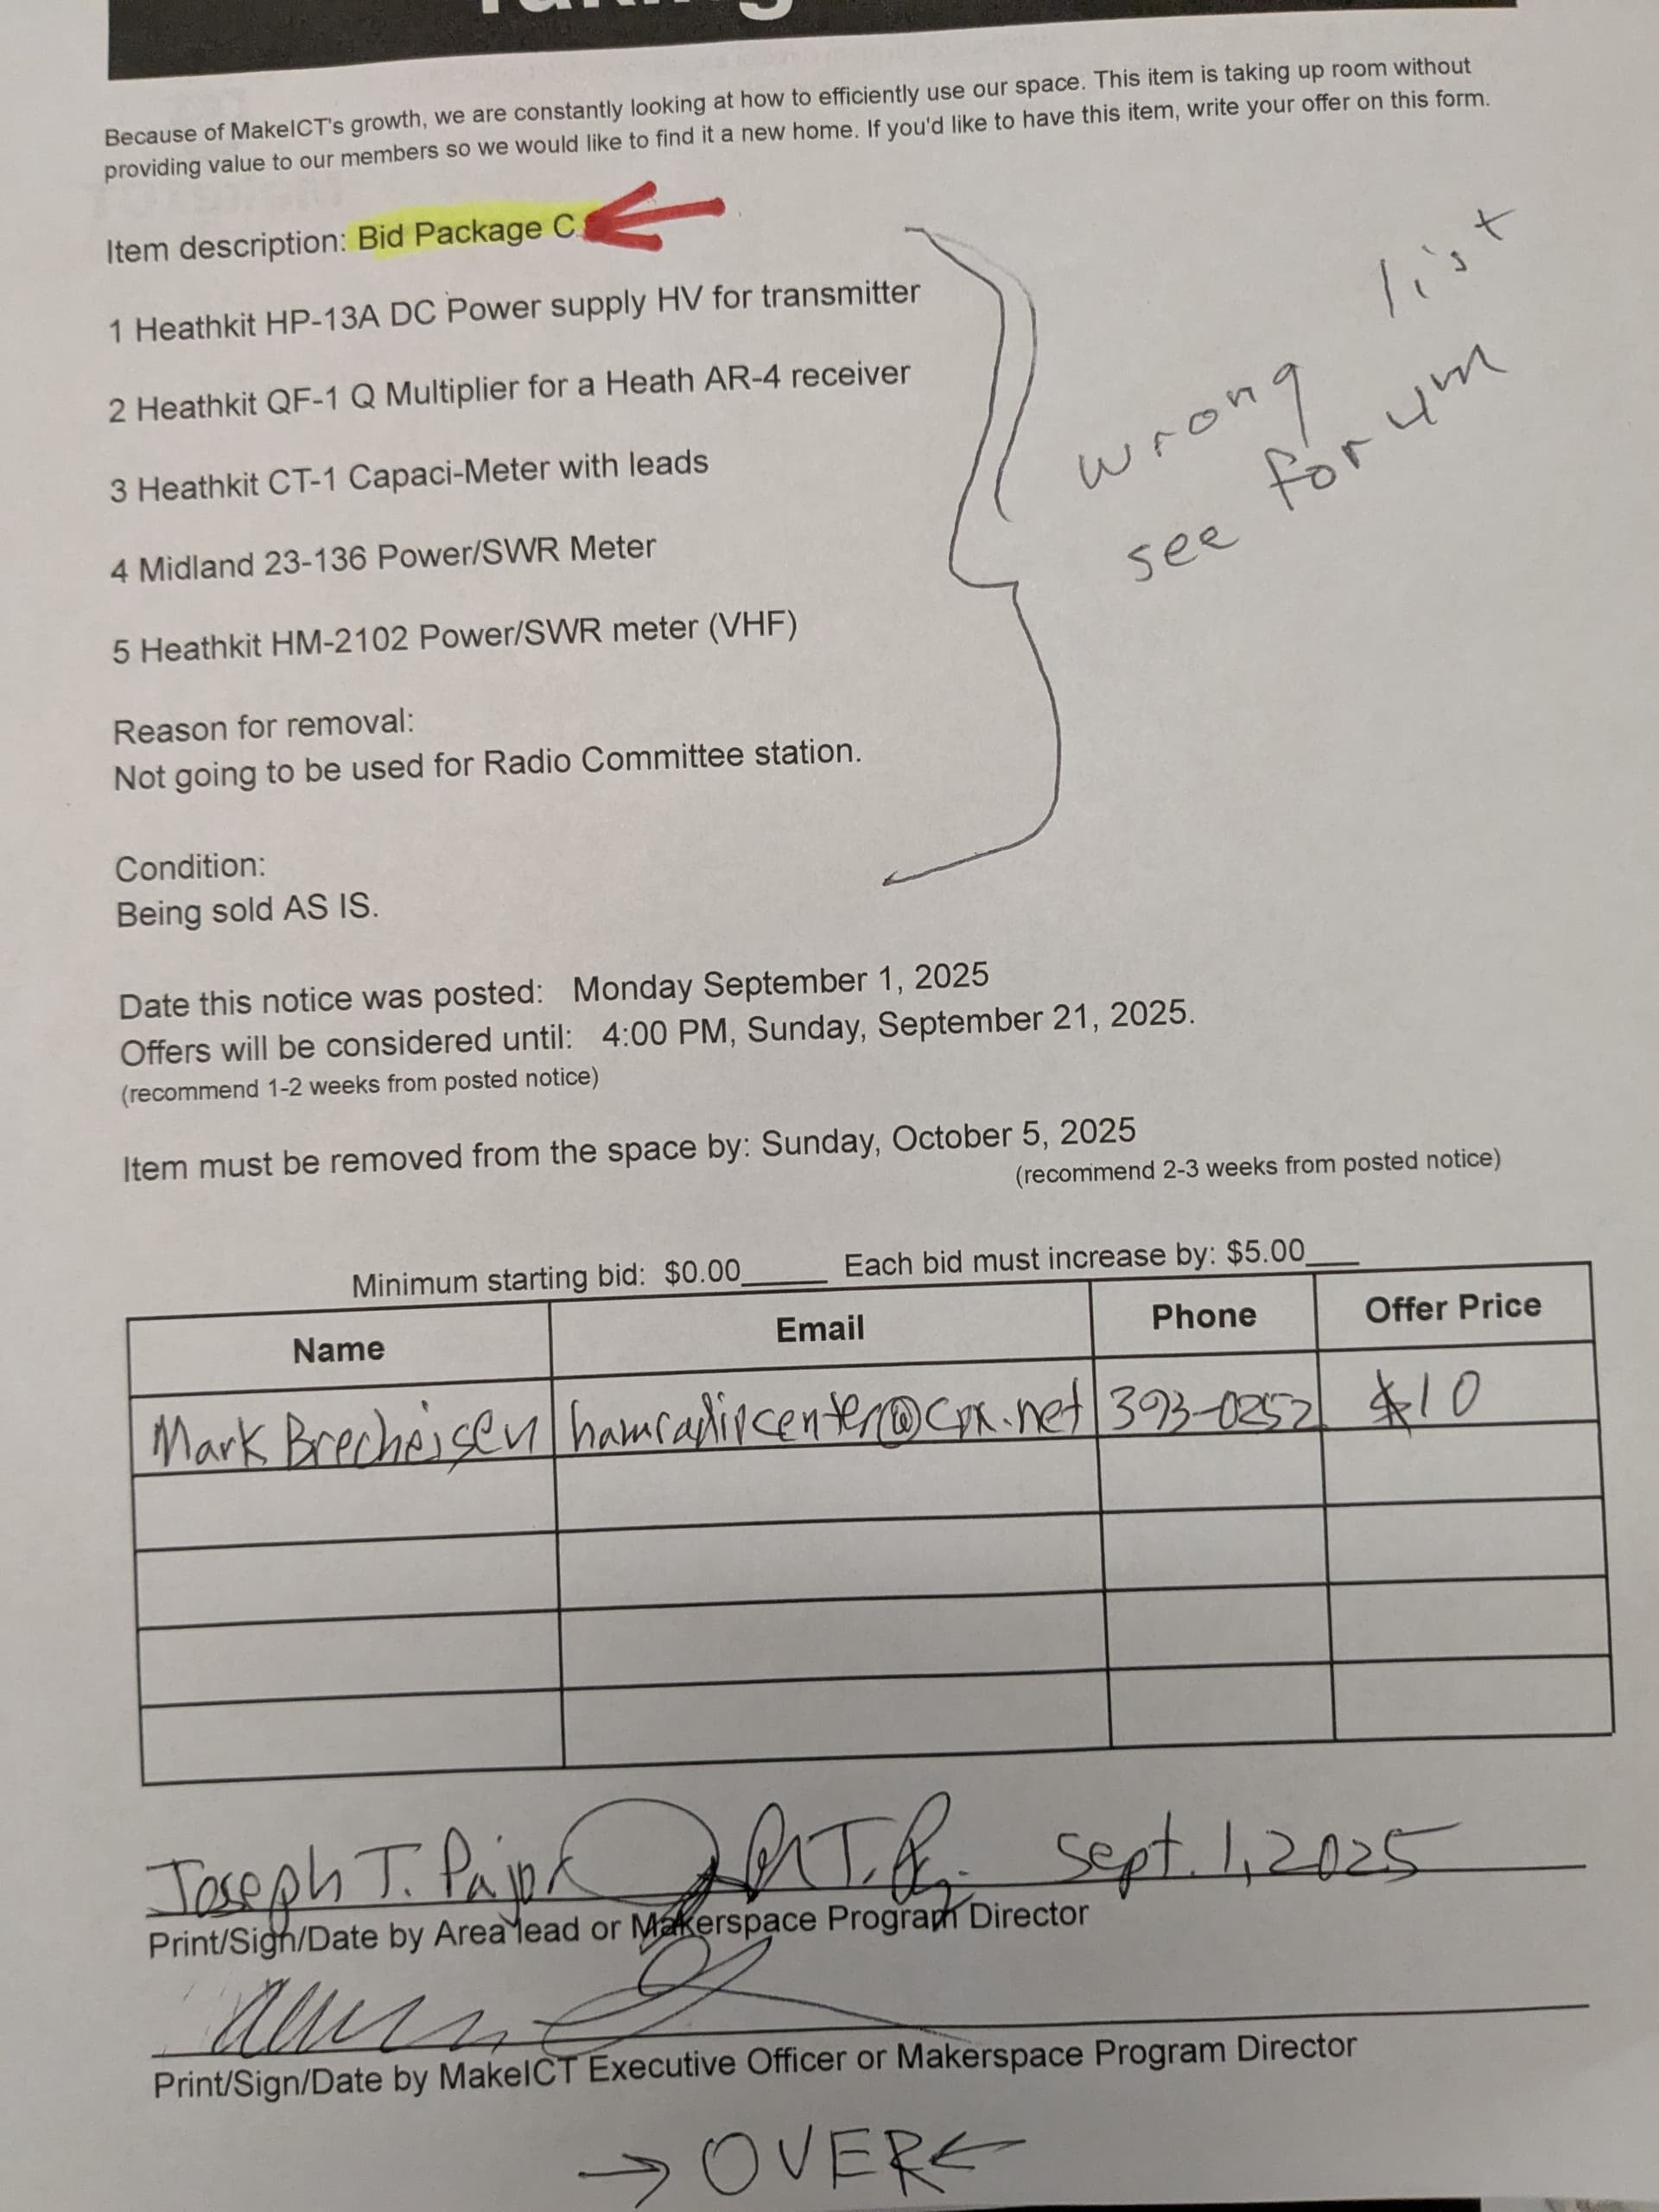 Because of MakeICT's growth, we are constantly looking at how to efficiently use our space. This item is taking up room without
providing value to our members so we would like to find it a new home. If you'd like to have this item, write your offer on this form.
Item description: Bid Package C
1 Heathkit HP-13A DC Power supply HV for transmitter
2 Heathkit QF-1 Q Multiplier for a Heath AR-4 receiver
3 Heathkit CT-1 Capaci-Meter with leads
4 Midland 23-136 Power/SWR Meter
5 Heathkit HM-2102 Power/SWR meter (VHF)
wrong list
see forum
Reason for removal:
Not going to be used for Radio Committee station.
Condition:
Being sold AS IS.
Date this notice was posted: Monday September 1, 2025
Offers will be considered until: 4:00 PM, Sunday, September 21, 2025.
(recommend 1-2 weeks from posted notice)
Item must be removed from the space by: Sunday, October 5, 2025
(recommend 2-3 weeks from posted notice)
Minimum starting bid: $0.00_____ Each bid must increase by: $5.00___
Name Email Phone Offer Price
Mark Brecheisen hamradiocenter@cox.net 393-0252 $10
Joseph T. Sept. 1, 2025
Print/Sign/Date by Area lead or Makerspace Program Director
Print/Sign/Date by MakeICT Executive Officer or Makerspace Program Director
→ OVER ←